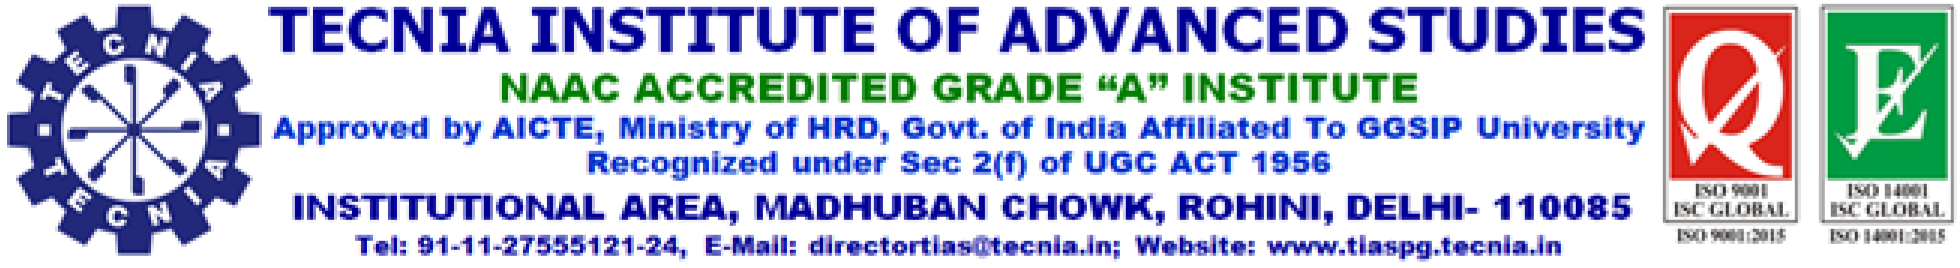 TECNIA
TECNIA
TECNIA INSTITUTE OF ADVANCED STUDIES
NAAC ACCREDITED GRADE “A” INSTITUTE
Approved by AICTE, Ministry of HRD, Govt. of India Affiliated To GGSIP University
Recognized under Sec 2(f) of UGC ACT 1956
INSTITUTIONAL AREA, MADHUBAN CHOWK, ROHINI, DELHI- 110085
Tel: 91-11-27555121-24, E-Mail: directortias@tecnia.in; Website: www.tiaspg.tecnia.in
Q
ISO 9001
ISC GLOBAL
ISO 9001:2015
E
ISO 14001
ISC GLOBAL
ISO 14001:2015